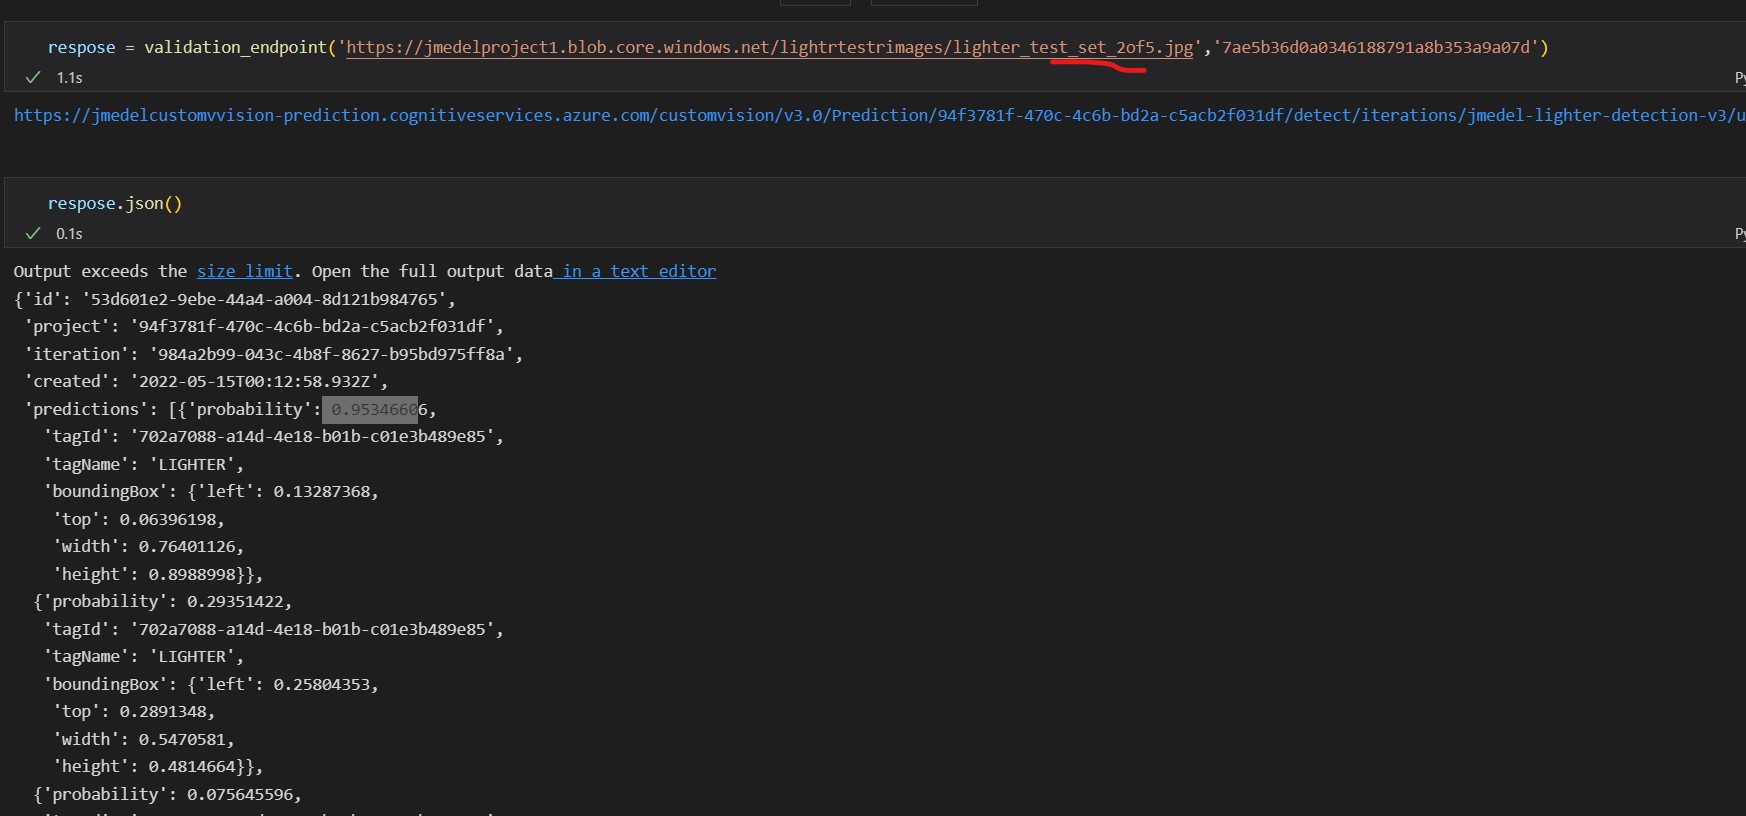 respose = validation_endpoint('https://jmedelproject1.blob.core.windows.net/lightrtestrimages/lighter_test_set_2of5.jpg','7ae5b36d0a0346188791a8b353a9a07d')
1.1s
Py
https://jmedelcustomvvision-prediction.cognitiveservices.azure.com/customvision/v3.0/Prediction/94f3781f-470c-4c6b-bd2a-c5acb2f031df/detect/iterations/jmedel-lighter-detection-v3/u
respose.json()
0.1s
Py
Output exceeds the size limit. Open the full output data in a text editor
{'id': '53d601e2-9ebe-44a4-a004-8d121b984765',
'project': '94f3781f-470c-4c6b-bd2a-c5acb2f031df',
'iteration': '984a2b99-043c-4b8f-8627-b95bd975ff8a',
'created': '2022-05-15T00:12:58.932Z',
'predictions': [{'probability': 0.95346606,
'tagId': '702a7088-a14d-4e18-b01b-c01e3b489e85',
'tagName': 'LIGHTER',
'boundingBox': {'left': 0.13287368,
'top': 0.06396198,
'width': 0.76401126,
'height': 0.8988998}},
{'probability': 0.29351422,
'tagId': '702a7088-a14d-4e18-b01b-c01e3b489e85',
'tagName': 'LIGHTER',
'boundingBox': {'left': 0.25804353,
'top': 0.2891348,
'width': 0.5470581,
'height': 0.4814664}},
{'probability': 0.075645596,